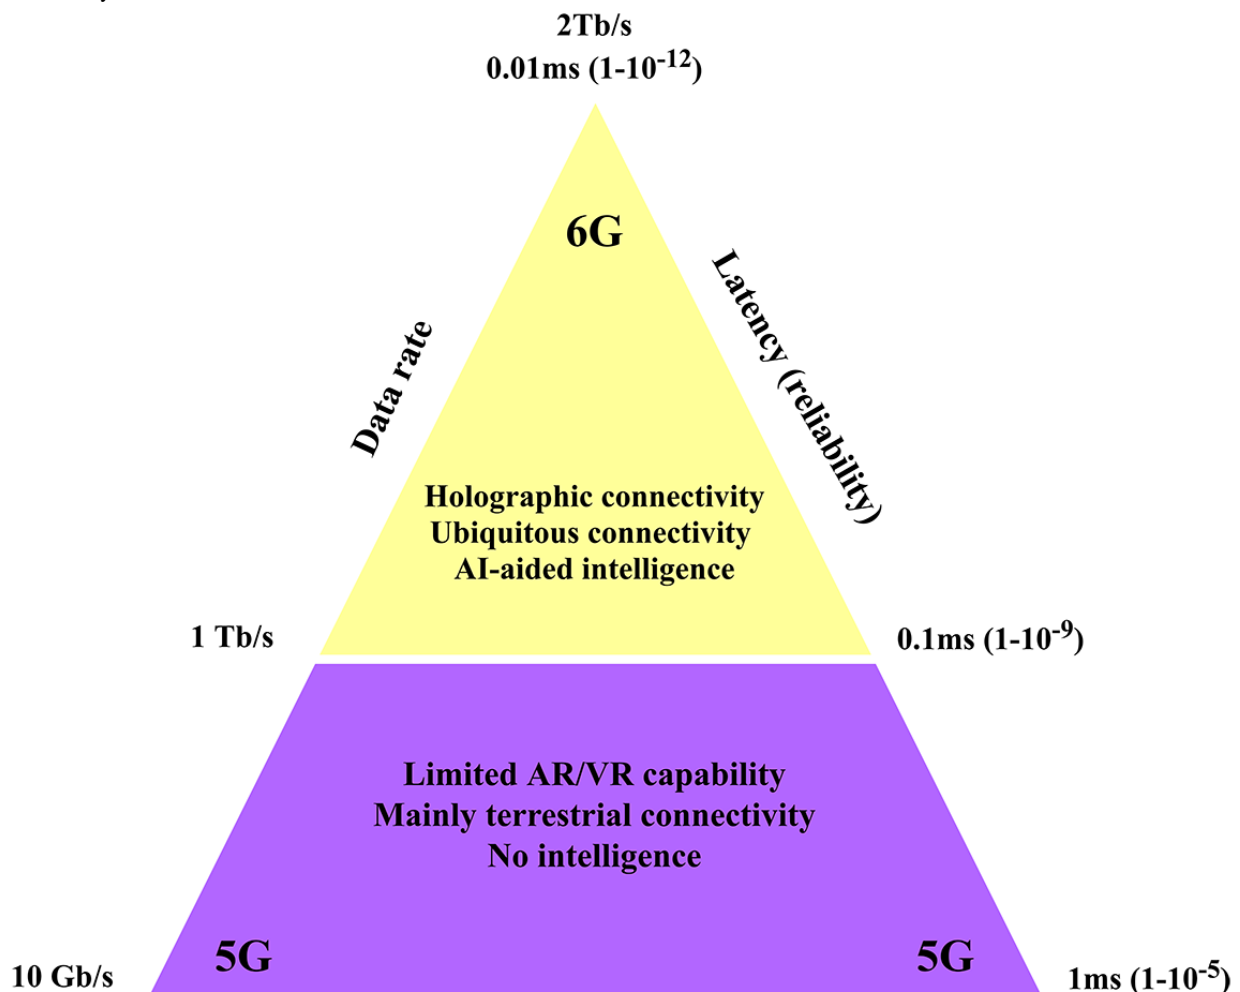 2Tb/s
0.01ms (1-10⁻¹²)
6G
Data rate
Latency (reliability)
Holographic connectivity
Ubiquitous connectivity
AI-aided intelligence
1 Tb/s
0.1ms (1-10⁻⁹)
Limited AR/VR capability
Mainly terrestrial connectivity
No intelligence
5G
5G
10 Gb/s
1ms (1-10⁻⁵)